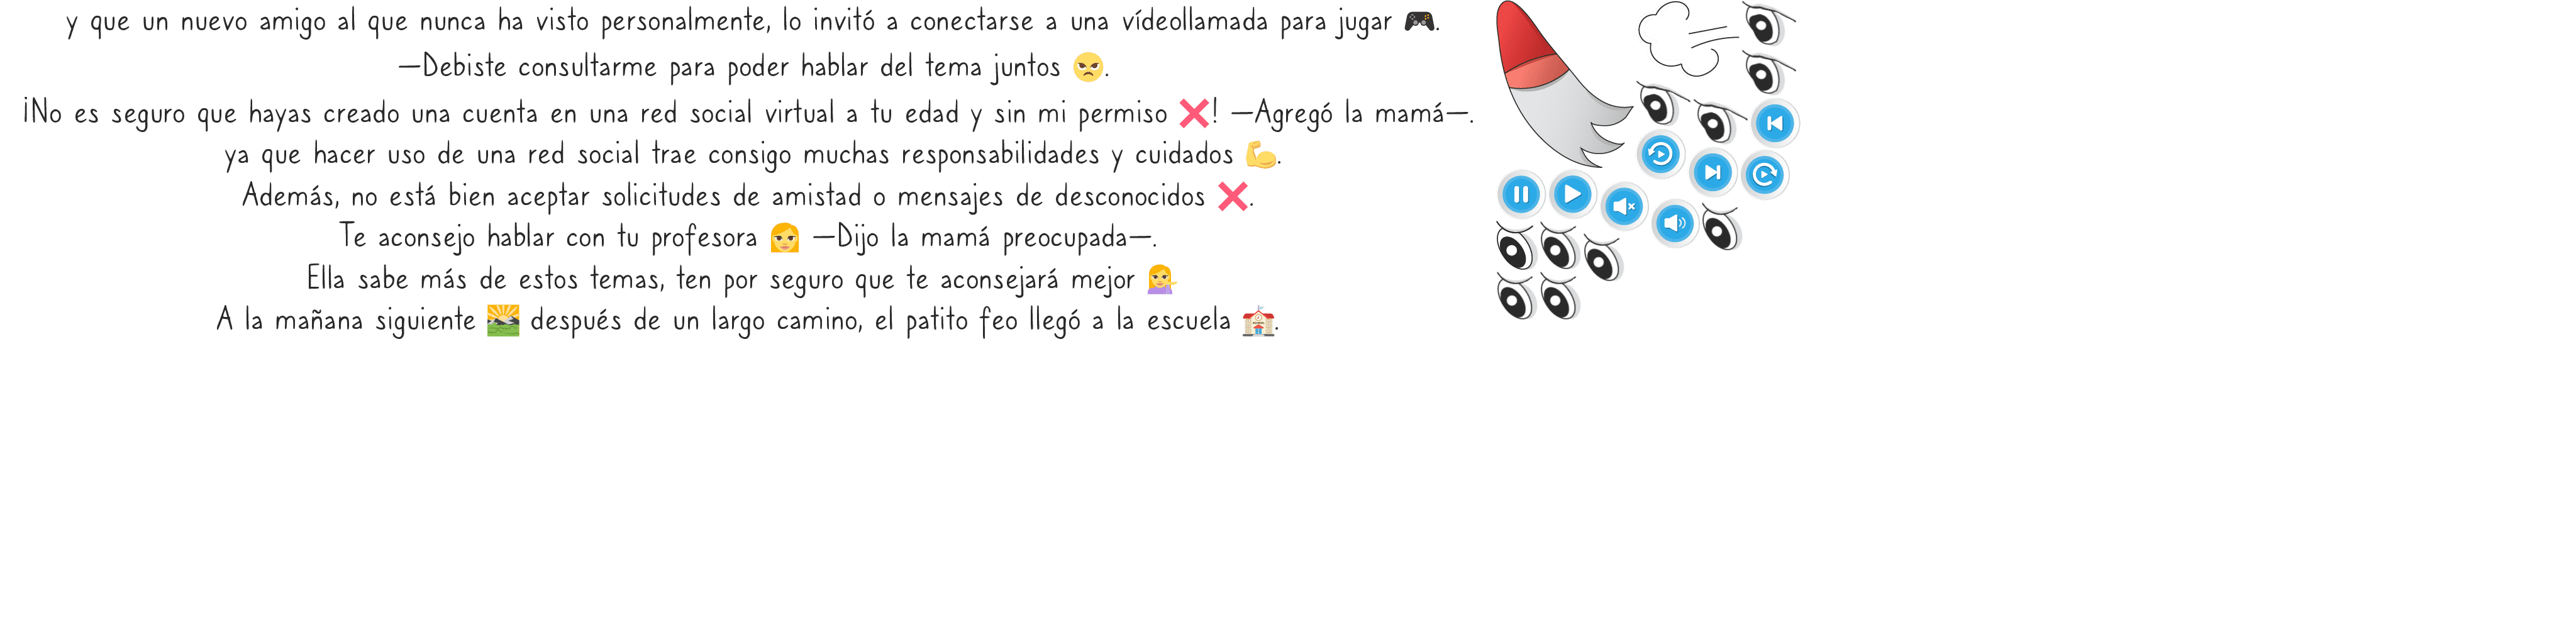 y que un nuevo amigo al que nunca ha visto personalmente, lo invitó a conectarse a una vídeollamada para jugar 🎮.
—Debiste consultarme para poder hablar del tema juntos 😠.
¡No es seguro que hayas creado una cuenta en una red social virtual a tu edad y sin mi permiso ❌! —Agregó la mamá—.
ya que hacer uso de una red social trae consigo muchas responsabilidades y cuidados 💪.
Además, no está bien aceptar solicitudes de amistad o mensajes de desconocidos ❌.
Te aconsejo hablar con tu profesora 👩 —Dijo la mamá preocupada—.
Ella sabe más de estos temas, ten por seguro que te aconsejará mejor 💁‍♀️
A la mañana siguiente 🌄 después de un largo camino, el patito feo llegó a la escuela 🏫.